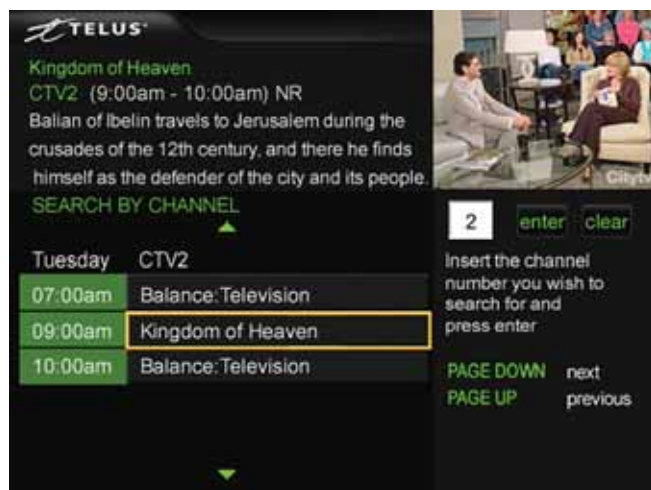 TELUS
Kingdom of Heaven
CTV2 (9:00am - 10:00am) NR
Balian of Ibelin travels to Jerusalem during the
crusades of the 12th century, and there he finds
himself as the defender of the city and its people.
SEARCH BY CHANNEL
Tuesday CTV2
07:00am Balance:Television
09:00am Kingdom of Heaven
10:00am Balance:Television
Citytv
2 enter clear
Insert the channel
number you wish to
search for and
press enter
PAGE DOWN next
PAGE UP previous